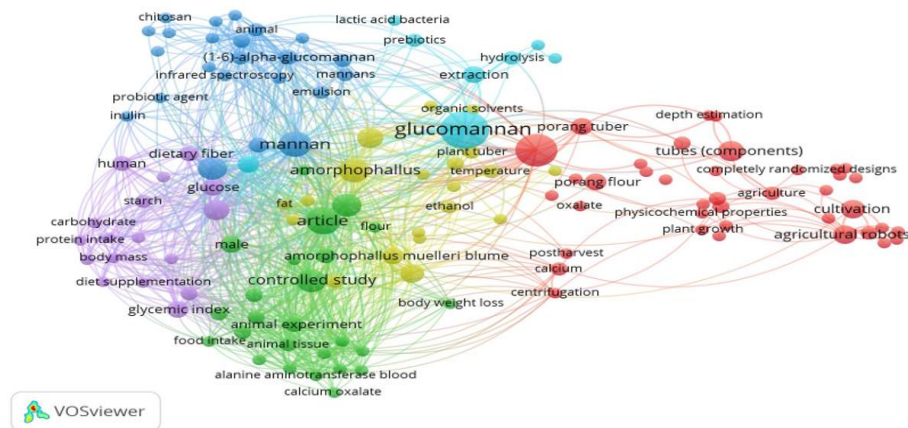 chitosan
animal
lactic acid bacteria
prebiotics
hydrolysis
(1-6)-alpha-glucomannan
infrared spectroscopy
mannans
extraction
emulsion
probiotic agent
inulin
organic solvents
depth estimation
glucomannan
porang tuber
mannan
human
dietary fiber
plant tuber
tubes (components)
amorphophallus
temperature
completely randomized designs
glucose
porang flour
agriculture
starch
fat
ethanol
oxalate
physicochemical properties
cultivation
carbohydrate
article
flour
plant growth
agricultural robots
protein intake
male
body mass
amorphophallus muelleri blume
postharvest
calcium
diet supplementation
controlled study
centrifugation
glycemic index
body weight loss
animal experiment
food intake
animal tissue
alanine aminotransferase blood
calcium oxalate
VOSviewer